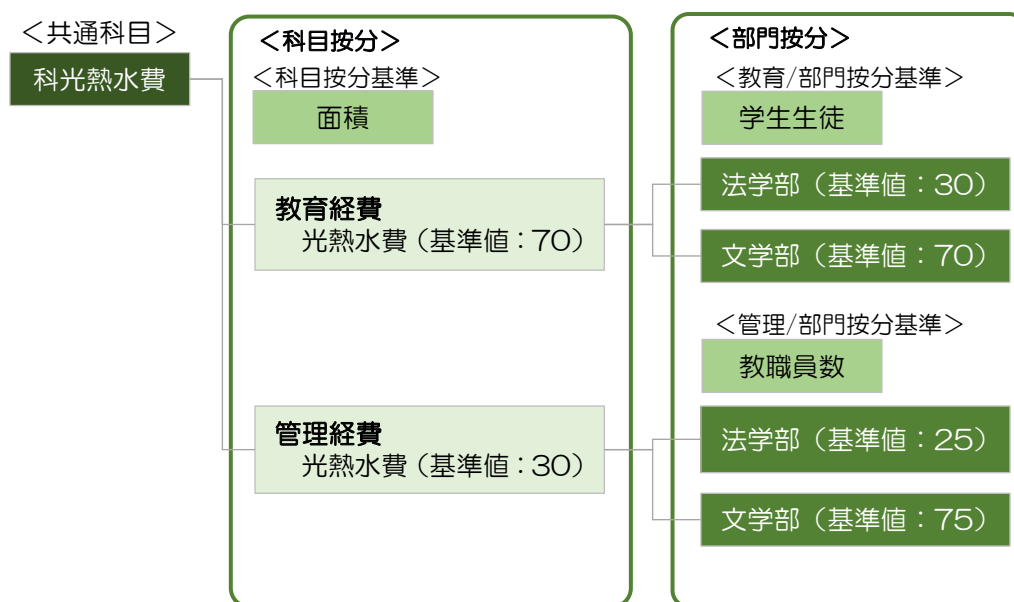 ＜共通科目＞
科光熱水費
＜科目按分＞
＜科目按分基準＞
面積
教育経費
光熱水費（基準値：70）
管理経費
光熱水費（基準値：30）
＜部門按分＞
＜教育/部門按分基準＞
学生生徒
法学部（基準値：30）
文学部（基準値：70）
＜管理/部門按分基準＞
教職員数
法学部（基準値：25）
文学部（基準値：75）